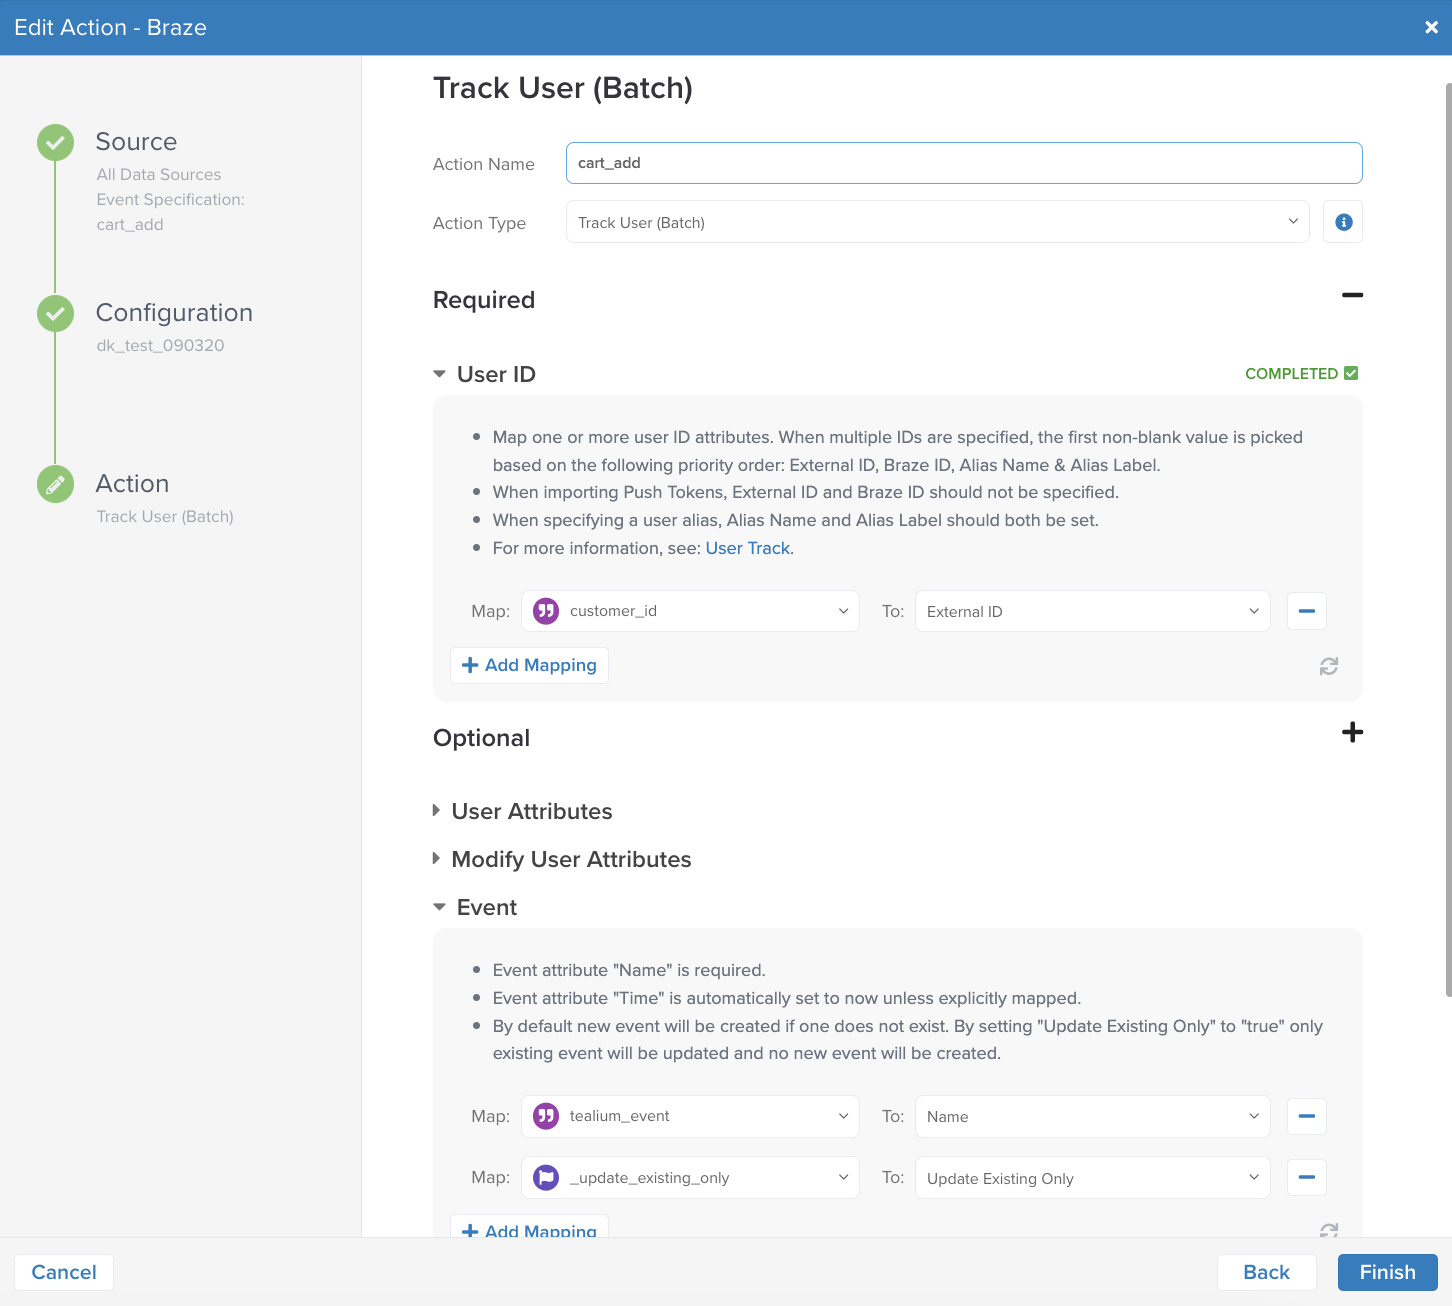 Edit Action - Braze
Source
All Data Sources
Event Specification:
cart_add
Configuration
dk_test_090320
Action
Track User (Batch)
Track User (Batch)
Action Name
cart_add
Action Type
Track User (Batch)
Required
User ID
COMPLETED
Map one or more user ID attributes. When multiple IDs are specified, the first non-blank value is picked
based on the following priority order: External ID, Braze ID, Alias Name & Alias Label.
When importing Push Tokens, External ID and Braze ID should not be specified.
When specifying a user alias, Alias Name and Alias Label should both be set.
For more information, see: User Track.
Map: customer_id To: External ID
Add Mapping
Optional
User Attributes
Modify User Attributes
Event
Event attribute "Name" is required.
Event attribute "Time" is automatically set to now unless explicitly mapped.
By default new event will be created if one does not exist. By setting "Update Existing Only" to "true" only
existing event will be updated and no new event will be created.
Map: tealium_event To: Name
Map: _update_existing_only To: Update Existing Only
Add Mapping
Cancel
Back
Finish